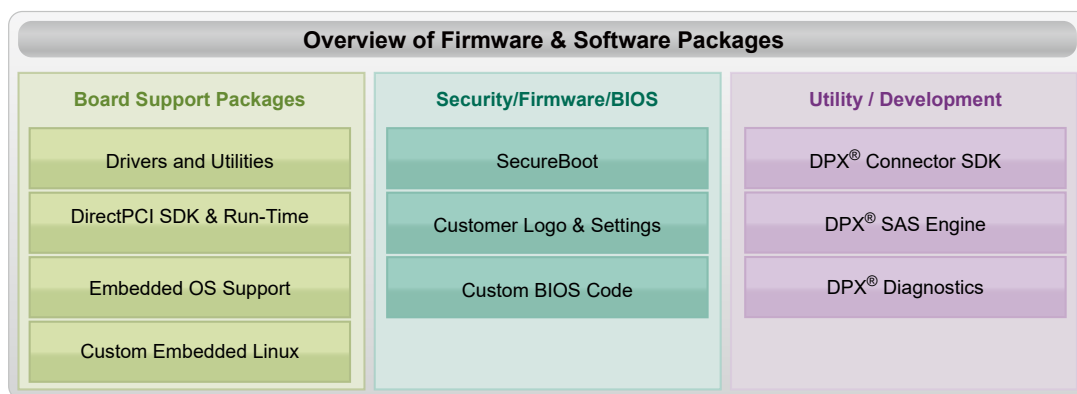 Overview of Firmware & Software Packages
Board Support Packages
Drivers and Utilities
DirectPCI SDK & Run-Time
Embedded OS Support
Custom Embedded Linux
Security/Firmware/BIOS
SecureBoot
Customer Logo & Settings
Custom BIOS Code
Utility / Development
DPX® Connector SDK
DPX® SAS Engine
DPX® Diagnostics